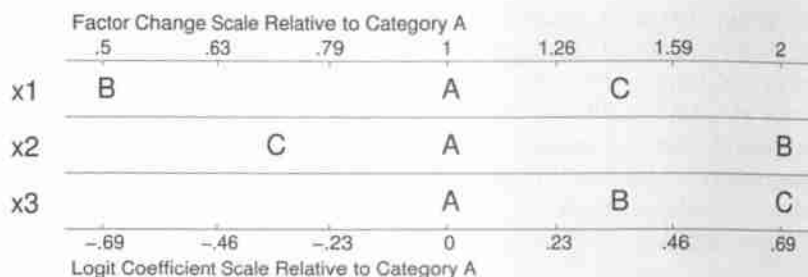 Factor Change Scale Relative to Category A
.5 .63 .79 1 1.26 1.59 2
x1 B A C
x2 C A B
x3 A B C
−.69 −.46 −.23 0 .23 .46 .69
Logit Coefficient Scale Relative to Category A